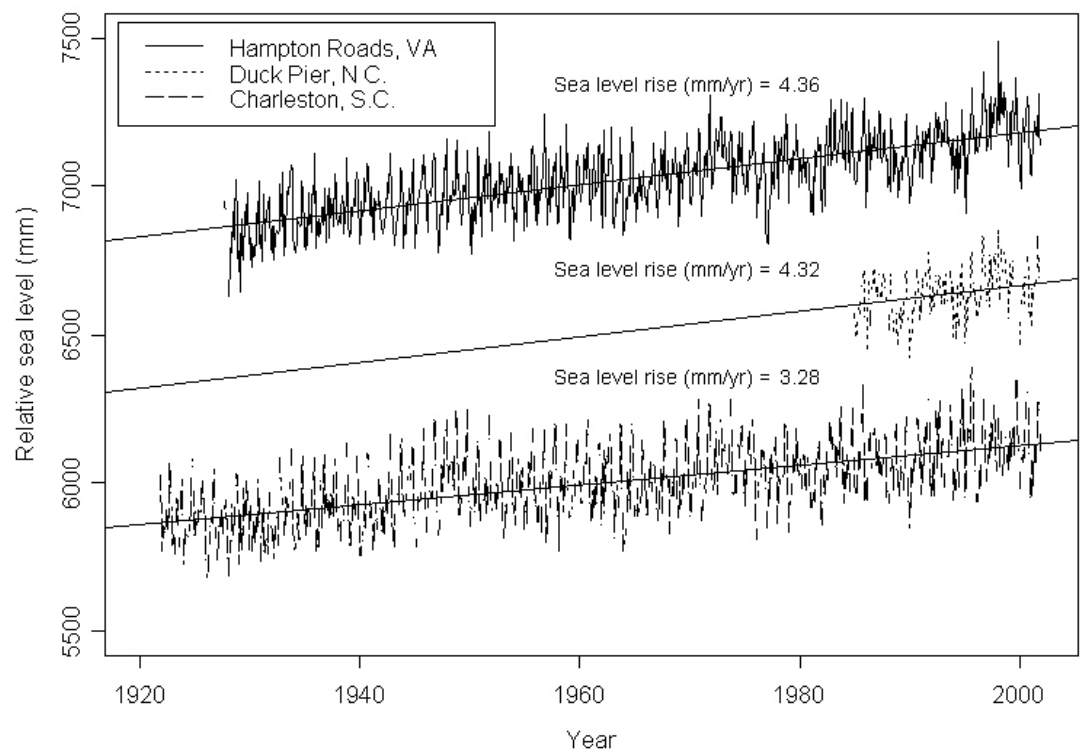 Hampton Roads, VA
Duck Pier, N.C.
Charleston, S.C.
Sea level rise (mm/yr) = 4.36
Sea level rise (mm/yr) = 4.32
Sea level rise (mm/yr) = 3.28
Relative sea level (mm)
7500
7000
6500
6000
5500
1920
1940
1960
1980
2000
Year